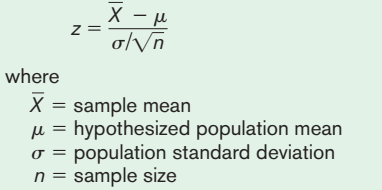 z = X̄ − μ / σ/√n
where
X̄ = sample mean
μ = hypothesized population mean
σ = population standard deviation
n = sample size